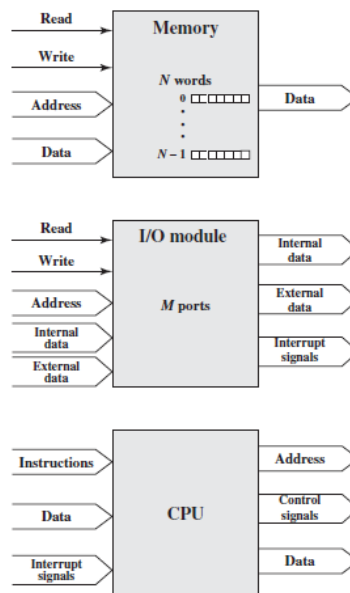 Read
Memory
Write
N words
Address
0
Data
Data
N – 1
Read
I/O module
Internal
data
Write
External
data
Address
M ports
Internal
data
Interrupt
signals
External
data
Instructions
Address
Data
CPU
Control
signals
Interrupt
signals
Data